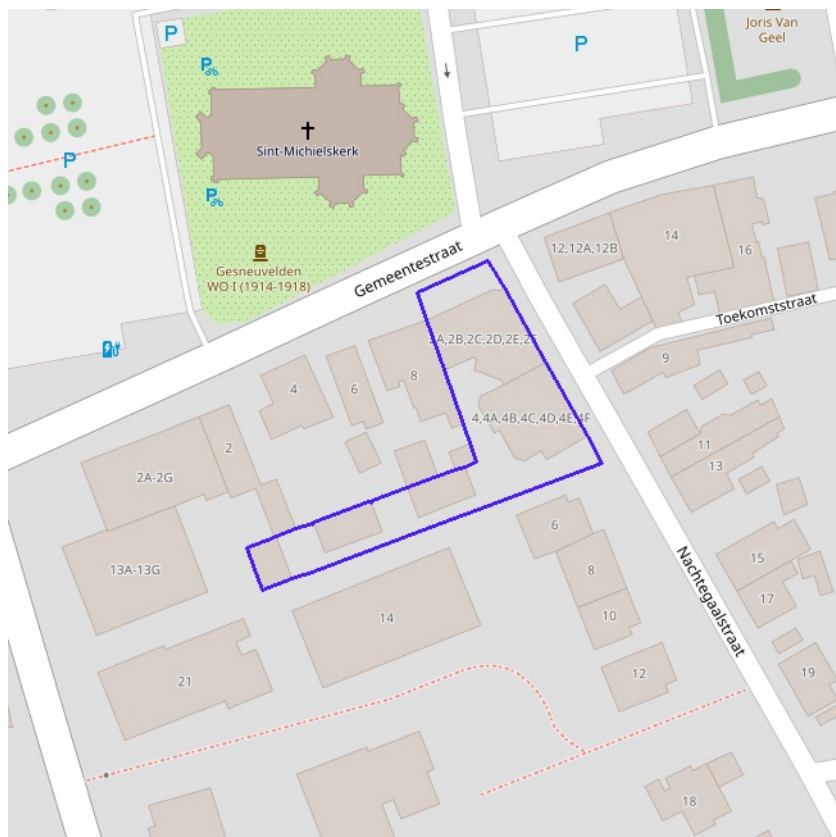 P
Joris Van
Geel
P
P
Sint-Michielskerk
P
P
Gesneuvelden
WO I (1914-1918)
Gemeentestraat
12,12A,12B
14
16
Toekomststraat
2A,2B,2C,2D,2E,2F
9
4
6
8
4,4A,4B,4C,4D,4E,4F
11
13
2
2A-2G
6
15
13A-13G
8
17
Nachtegaalstraat
14
10
12
19
21
18